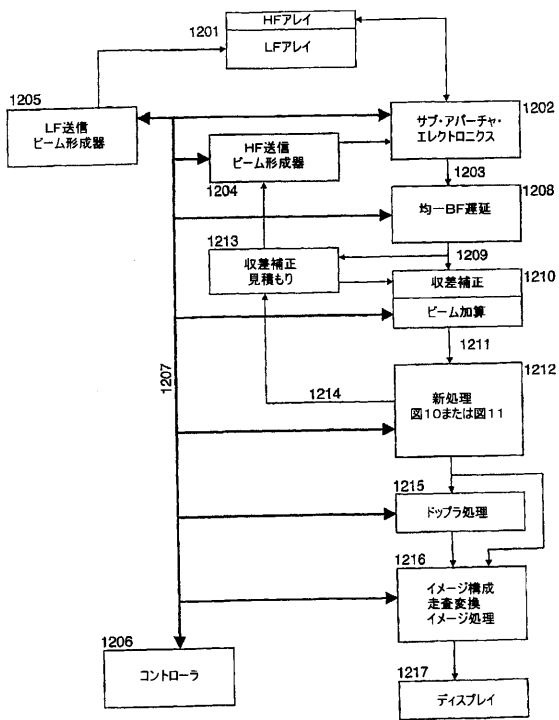 HFアレイ
1201
LFアレイ
1205
LF送信
ビーム形成器
1202
サブ・アパーチャ・
エレクトロニクス
HF送信
ビーム形成器
1204
1203
1208
均一BF遅延
1213
1209
収差補正
見積もり
1210
収差補正
ビーム加算
1207
1211
1212
1214
新処理
図10または図11
1215
ドップラ処理
1216
イメージ構成
走査変換
イメージ処理
1206
コントローラ
1217
ディスプレイ